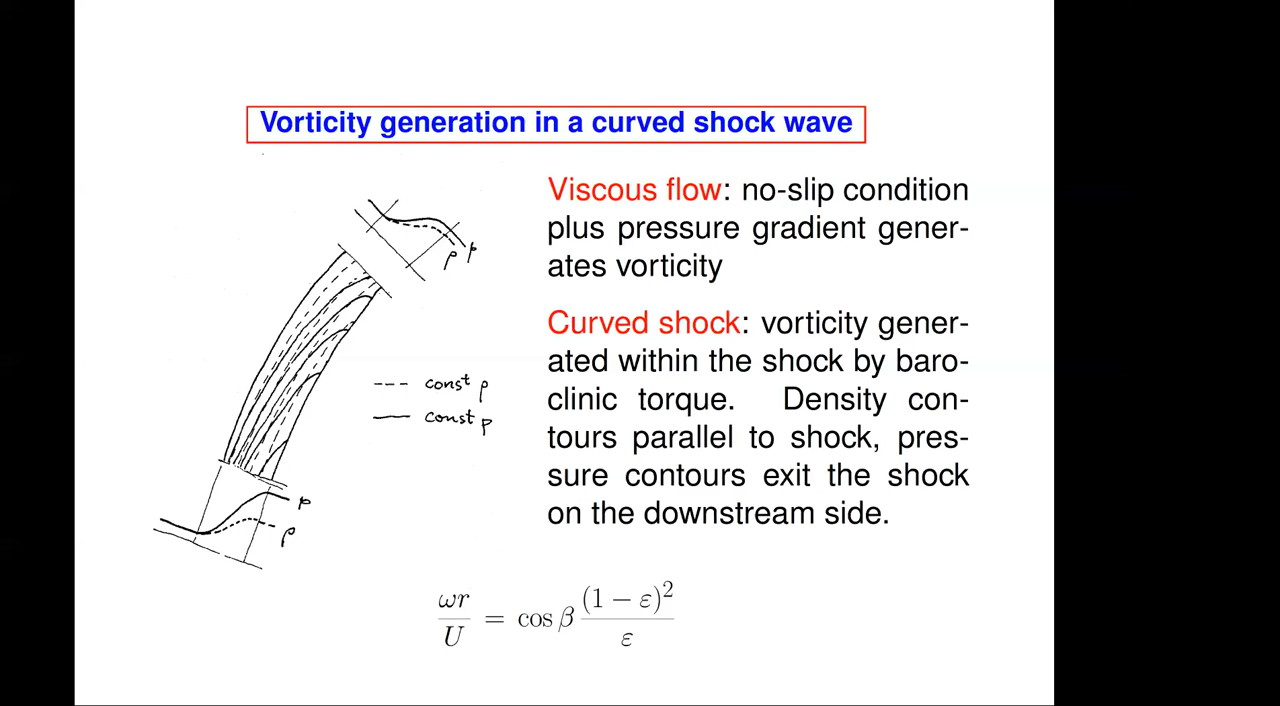 Vorticity generation in a curved shock wave
Viscous flow: no-slip condition
plus pressure gradient gener-
ates vorticity
Curved shock: vorticity gener-
ated within the shock by baro-
clinic torque. Density con-
tours parallel to shock, pres-
sure contours exit the shock
on the downstream side.
ρ p
--- const ρ
— const p
p
ρ
ωr/U = cos β (1 − ε)²/ε